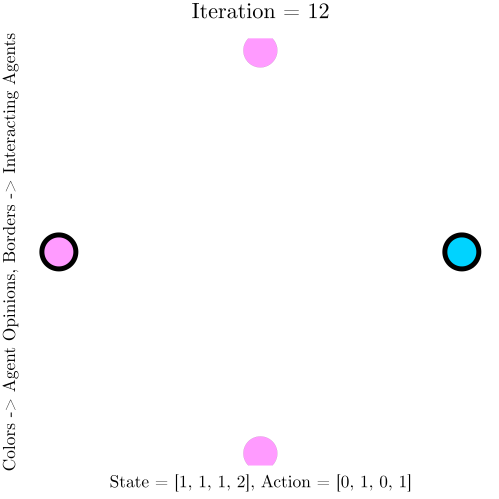 Iteration = 12
Colors -> Agent Opinions, Borders -> Interacting Agents
State = [1, 1, 1, 2], Action = [0, 1, 0, 1]